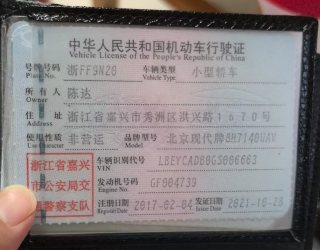 中华人民共和国机动车行驶证
Vehicle License of the People's Republic of China
号牌号码 浙FF9N28 车辆类型 小型轿车
Plate No. Vehicle Type
所有人 陈达
Owner
住址 浙江省嘉兴市秀洲区洪兴路1670号
Address
使用性质 非营运 品牌型号 北京现代牌BH7140UAV
Use Character Model
浙江省嘉兴 车辆识别代号 LBEYCADB8GS006663
VIN
市公安局交 发动机号码 GF084739
Engine No.
警察支队 注册日期 2017-02-04 发证日期 2021-10-28
Register Date Issue Date